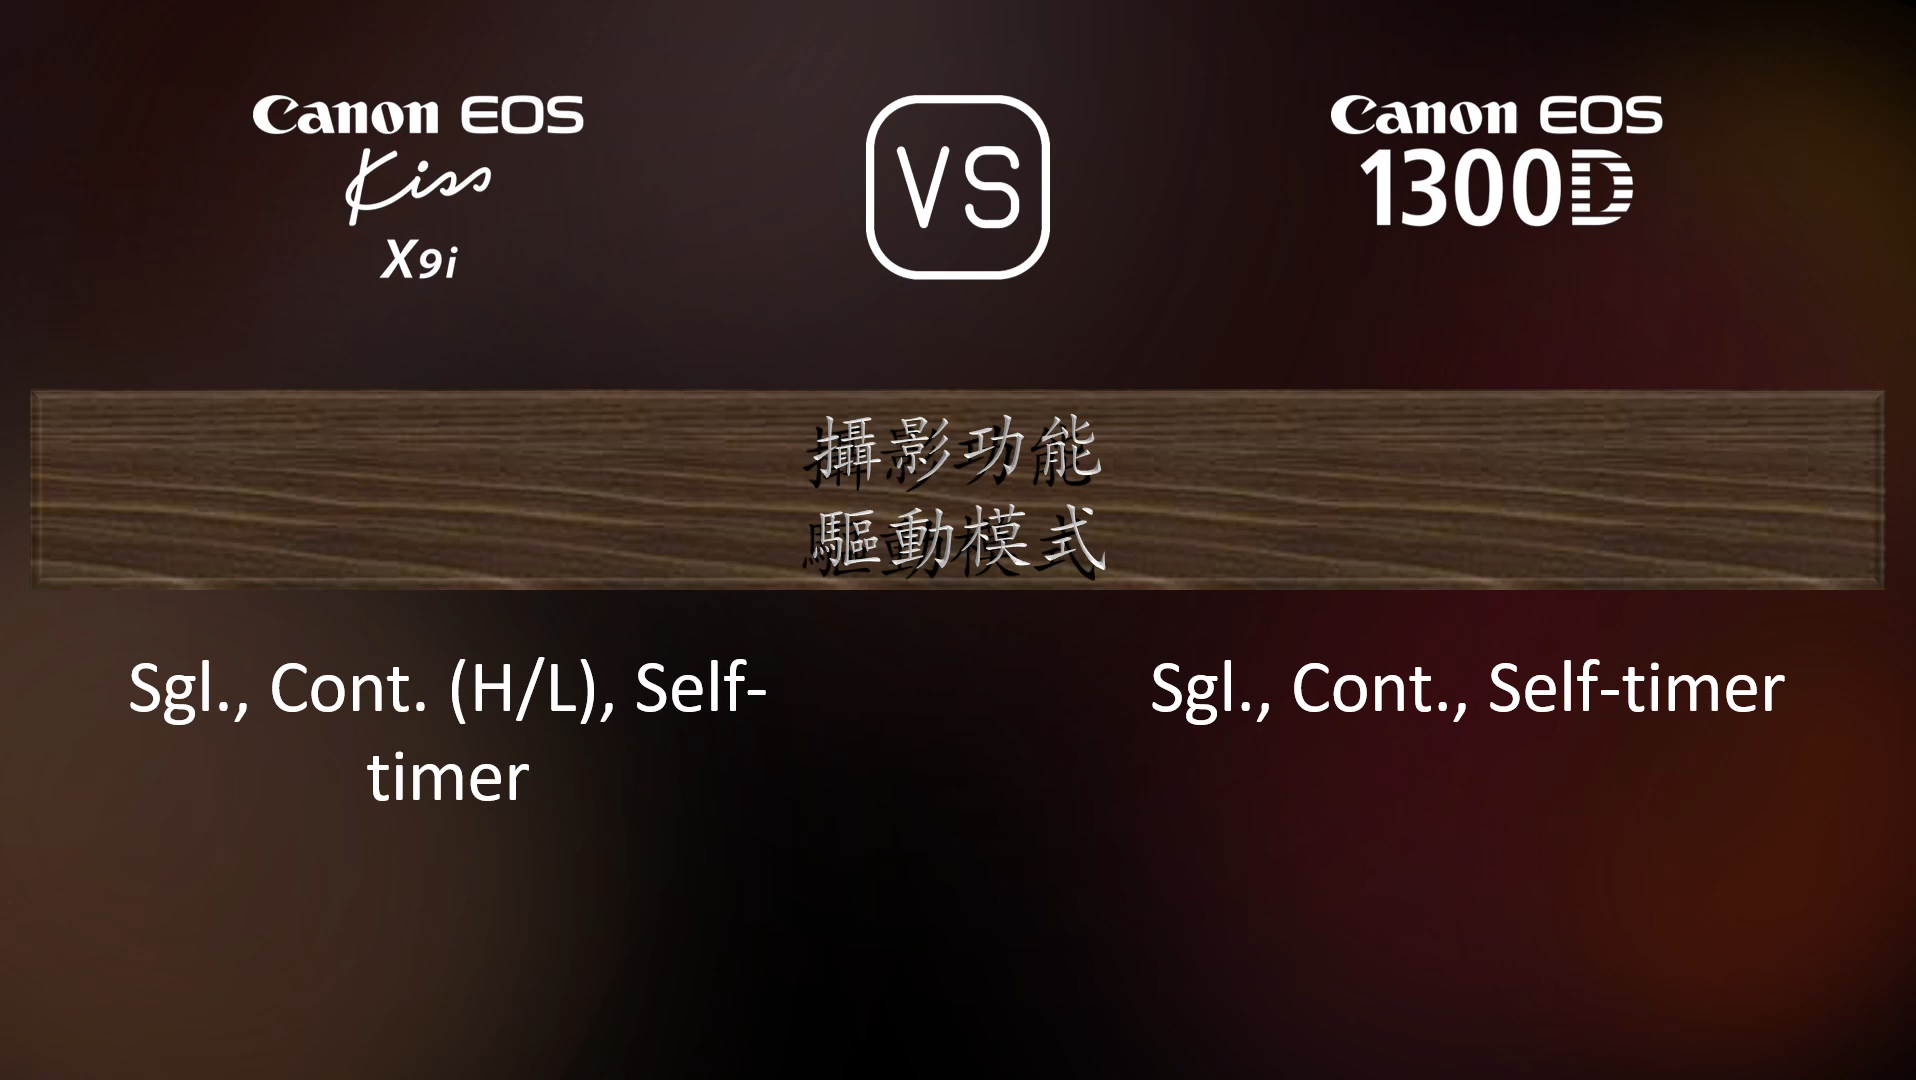 Canon EOS
Kiss
X9i
VS
Canon EOS
1300D
攝影功能
驅動模式
Sgl., Cont. (H/L), Self-
timer
Sgl., Cont., Self-timer